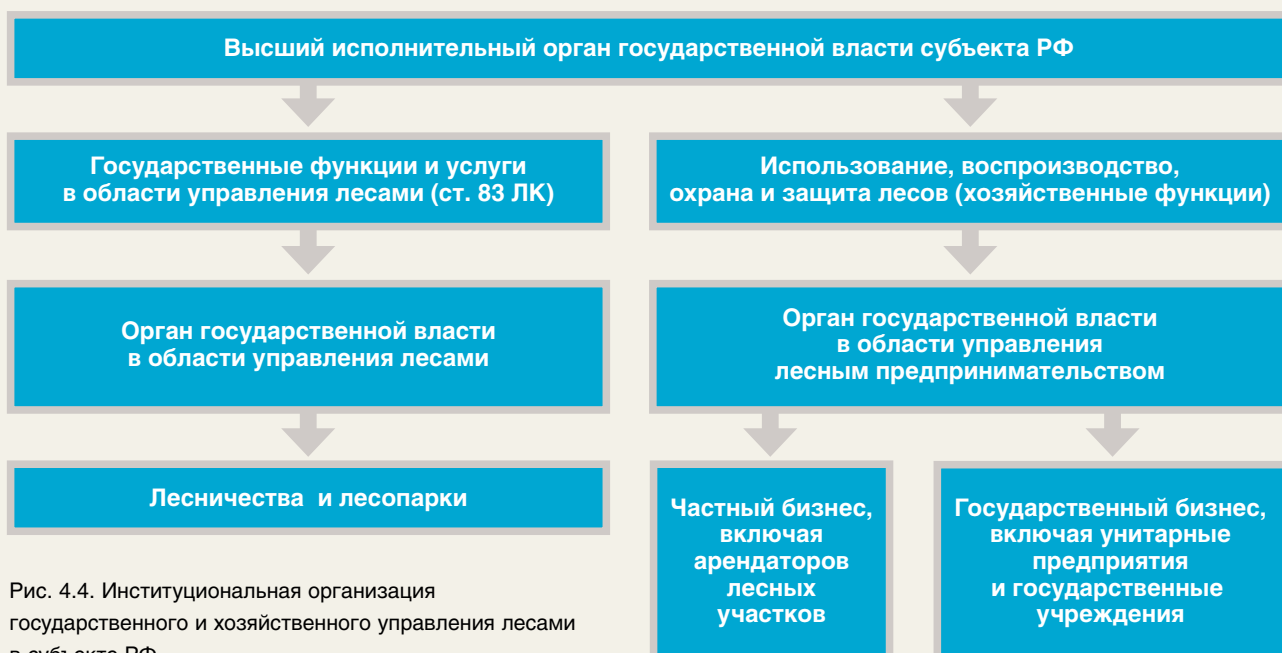 Высший исполнительный орган государственной власти субъекта РФ
Государственные функции и услуги
в области управления лесами (ст. 83 ЛК)
Использование, воспроизводство,
охрана и защита лесов (хозяйственные функции)
Орган государственной власти
в области управления лесами
Орган государственной власти
в области управления
лесным предпринимательством
Лесничества и лесопарки
Частный бизнес,
включая
арендаторов
лесных
участков
Государственный бизнес,
включая унитарные
предприятия
и государственные
учреждения
Рис. 4.4. Институциональная организация
государственного и хозяйственного управления лесами
в субъекте РФ